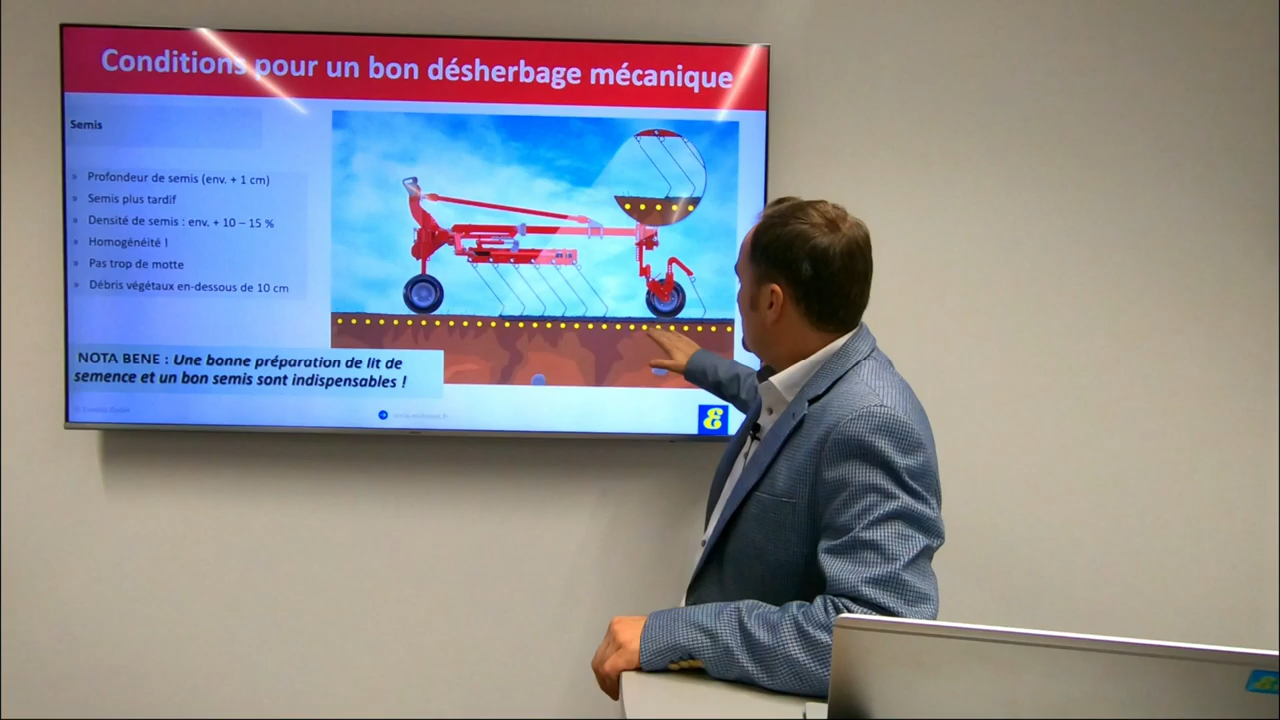 Conditions pour un bon désherbage mécanique
Semis
» Profondeur de semis (env. + 1 cm)
» Semis plus tardif
» Densité de semis : env. + 10 – 15 %
» Homogénéité !
» Pas trop de motte
» Débris végétaux en-dessous de 10 cm
NOTA BENE : Une bonne préparation de lit de
semence et un bon semis sont indispensables !